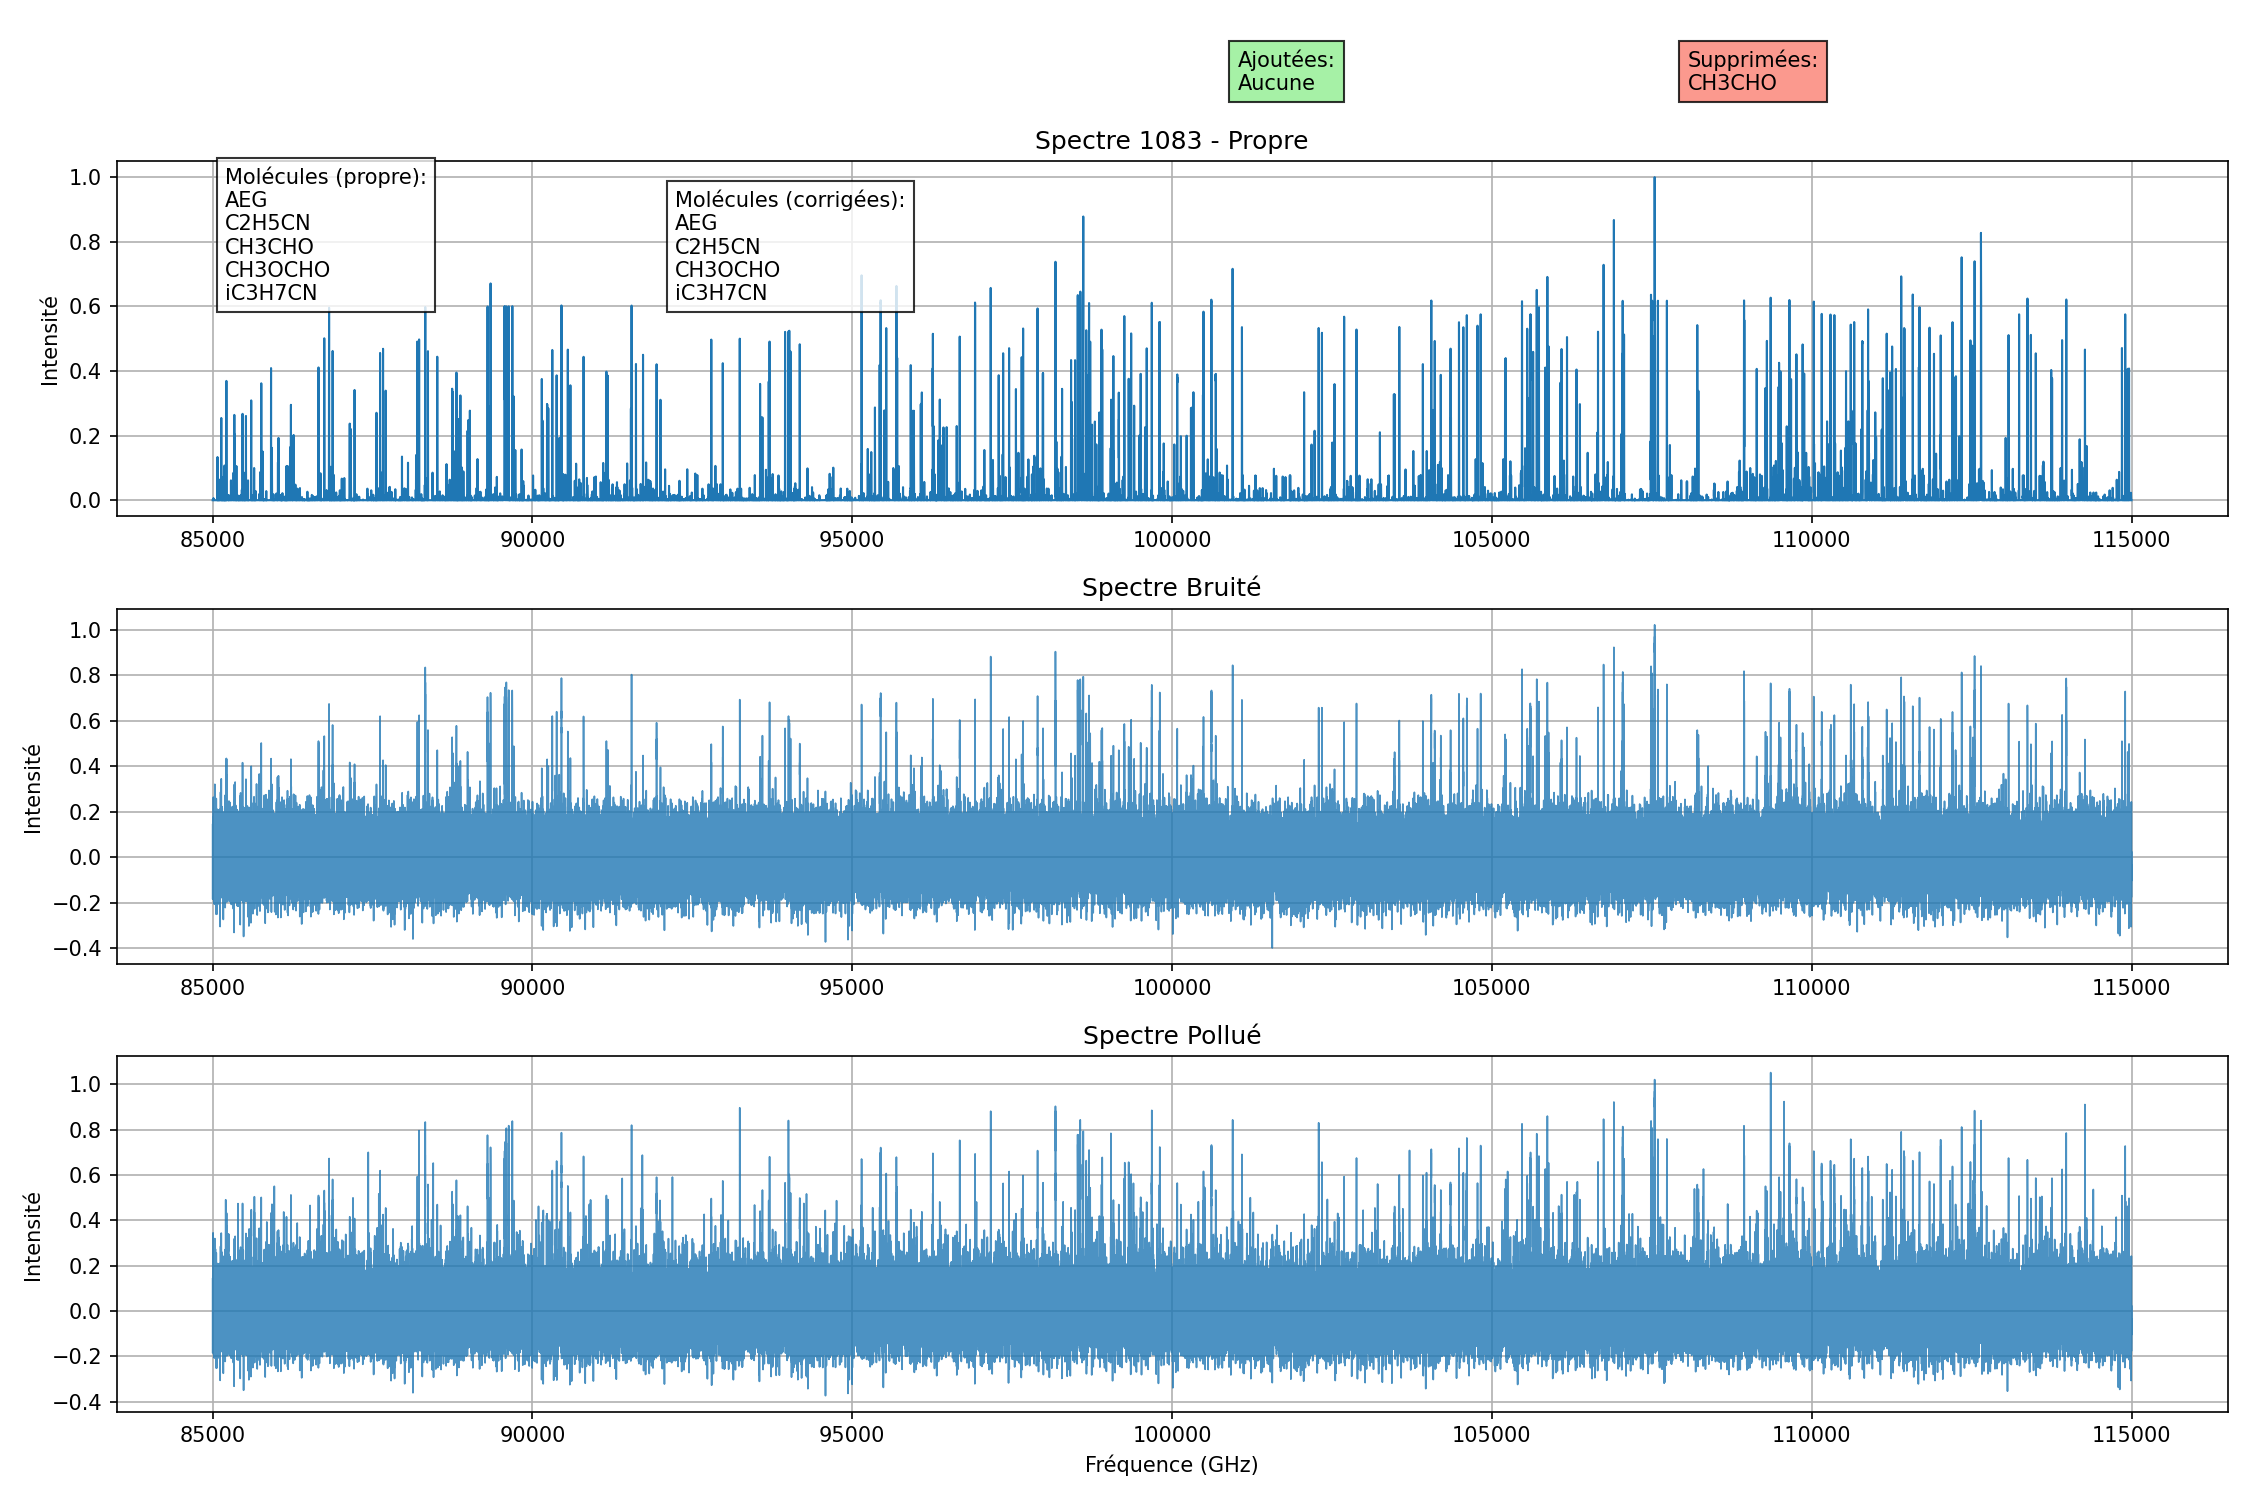 Ajoutées:
Aucune
Supprimées:
CH3CHO
Spectre 1083 - Propre
Molécules (propre):
AEG
C2H5CN
CH3CHO
CH3OCHO
iC3H7CN
Molécules (corrigées):
AEG
C2H5CN
CH3OCHO
iC3H7CN
Intensité
1.0
0.8
0.6
0.4
0.2
0.0
85000 90000 95000 100000 105000 110000 115000
Spectre Bruité
Intensité
1.0
0.8
0.6
0.4
0.2
0.0
−0.2
−0.4
85000 90000 95000 100000 105000 110000 115000
Spectre Pollué
Intensité
1.0
0.8
0.6
0.4
0.2
0.0
−0.2
−0.4
85000 90000 95000 100000 105000 110000 115000
Fréquence (GHz)